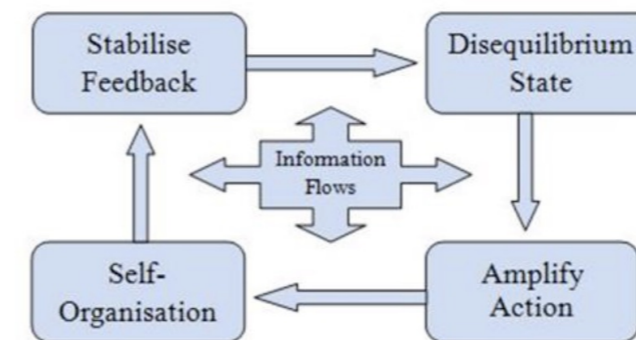 Stabilise
Feedback
Disequilibrium
State
Information
Flows
Self-
Organisation
Amplify
Action